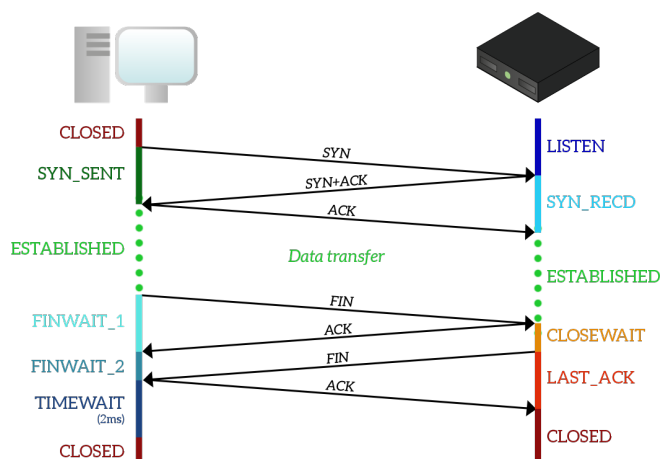 CLOSED
SYN
LISTEN
SYN_SENT
SYN+ACK
SYN_RECD
ACK
ESTABLISHED
Data transfer
ESTABLISHED
FIN
FINWAIT_1
ACK
CLOSEWAIT
FINWAIT_2
FIN
LAST_ACK
ACK
TIMEWAIT
(2ms)
CLOSED
CLOSED